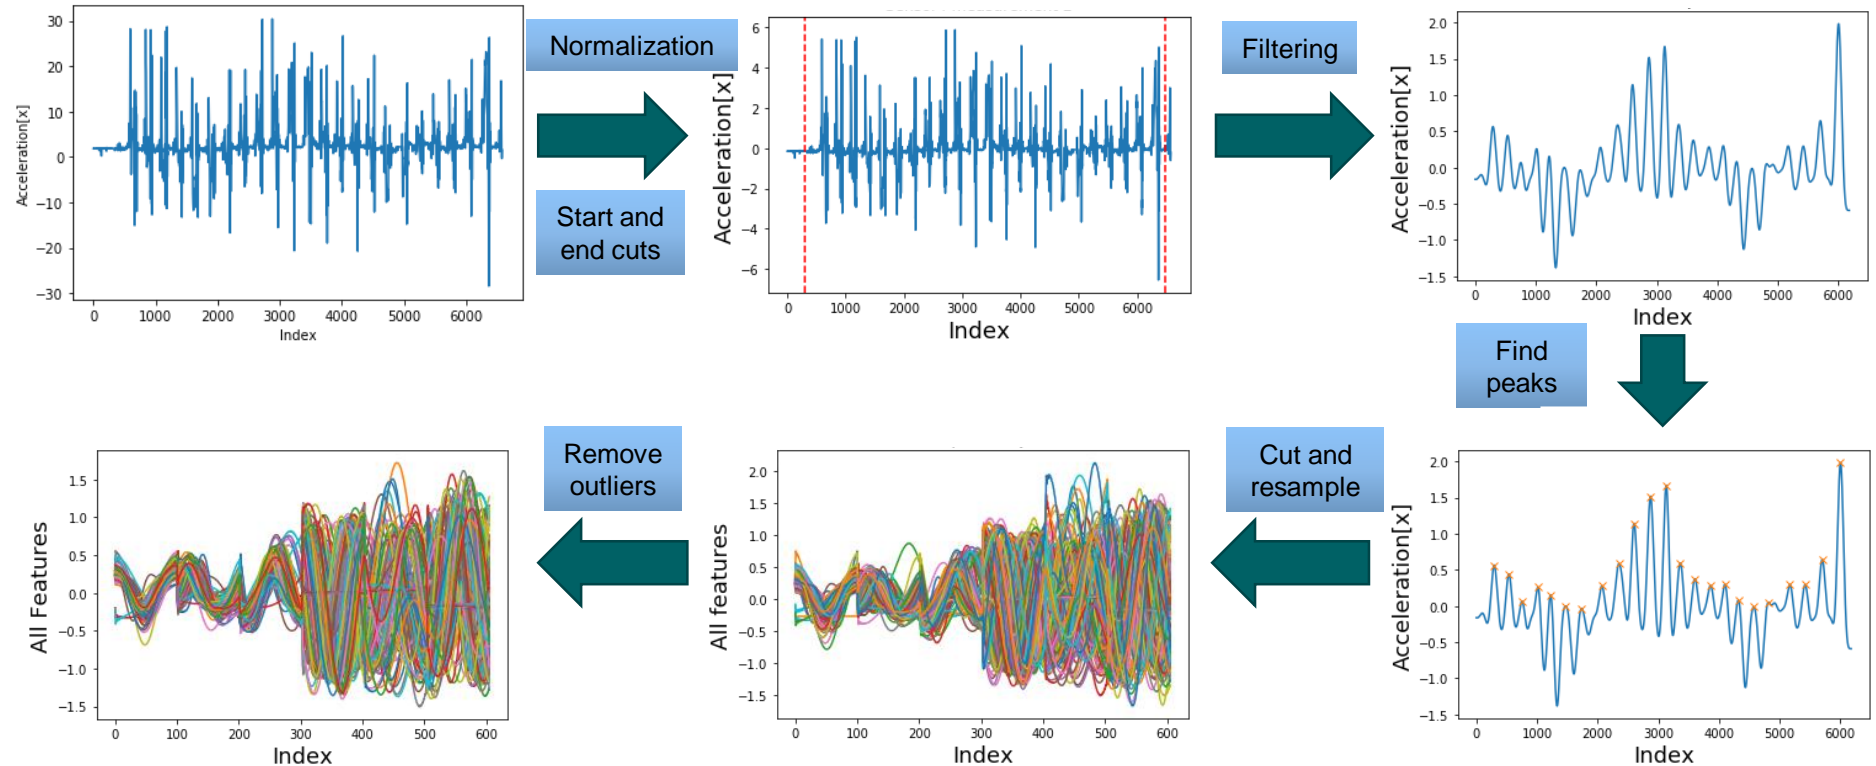 Normalization
Start and
end cuts
Filtering
Find
peaks
Cut and
resample
Remove
outliers
Acceleration[x]
30
20
10
0
−10
−20
−30
0 1000 2000 3000 4000 5000 6000
Index
Acceleration[x]
6
4
2
0
−2
−4
−6
0 1000 2000 3000 4000 5000 6000
Index
Acceleration[x]
2.0
1.5
1.0
0.5
0.0
−0.5
−1.0
−1.5
0 1000 2000 3000 4000 5000 6000
Index
Acceleration[x]
2.0
1.5
1.0
0.5
0.0
−0.5
−1.0
−1.5
0 1000 2000 3000 4000 5000 6000
Index
All features
2.0
1.5
1.0
0.5
0.0
−0.5
−1.0
−1.5
0 100 200 300 400 500 600
Index
All Features
1.5
1.0
0.5
0.0
−0.5
−1.0
−1.5
0 100 200 300 400 500 600
Index